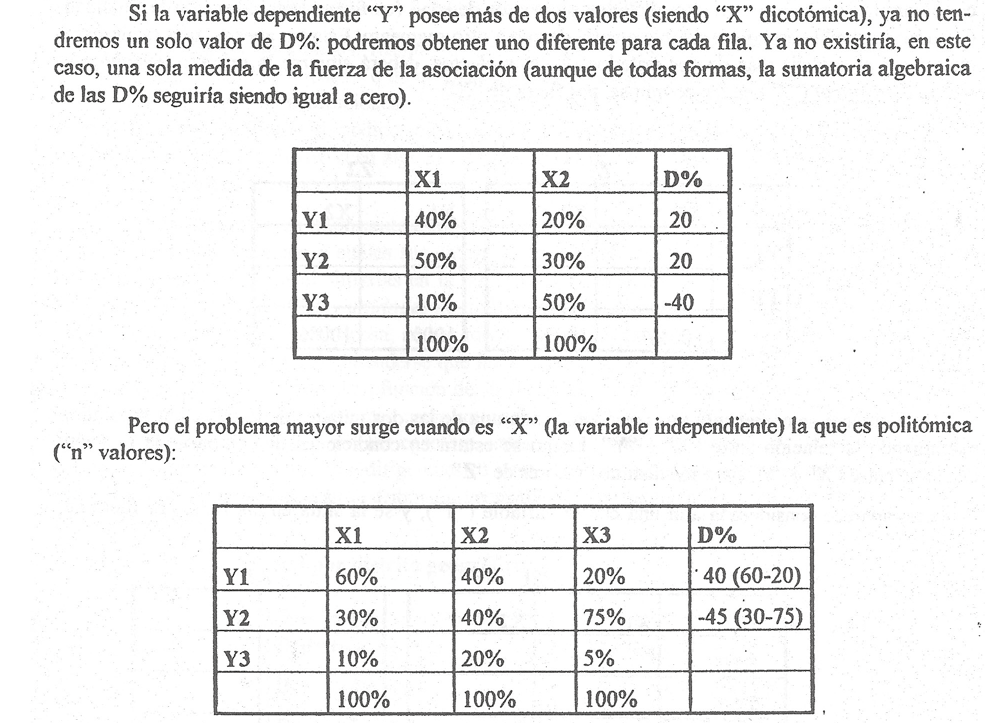 Si la variable dependiente “Y” posee más de dos valores (siendo “X” dicotómica), ya no ten-
dremos un solo valor de D%: podremos obtener uno diferente para cada fila. Ya no existiría, en este
caso, una sola medida de la fuerza de la asociación (aunque de todas formas, la sumatoria algebraica
de las D% seguiría siendo igual a cero).
X1 X2 D%
Y1 40% 20% 20
Y2 50% 30% 20
Y3 10% 50% -40
100% 100%
Pero el problema mayor surge cuando es “X” (la variable independiente) la que es politómica
(“n” valores):
X1 X2 X3 D%
Y1 60% 40% 20% 40 (60-20)
Y2 30% 40% 75% -45 (30-75)
Y3 10% 20% 5%
100% 100% 100%